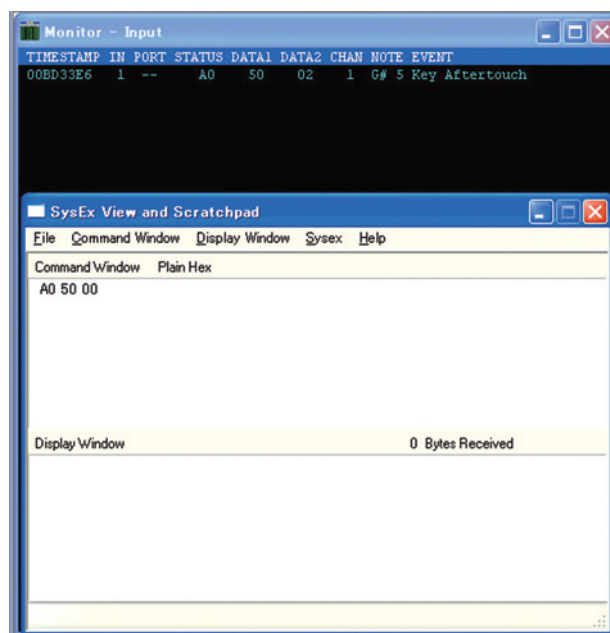 Monitor - Input
TIMESTAMP IN PORT STATUS DATA1 DATA2 CHAN NOTE EVENT
00BD33E6 1 -- A0 50 02 1 G# 5 Key Aftertouch
SysEx View and Scratchpad
File Command Window Display Window Sysex Help
Command Window Plain Hex
A0 50 00
Display Window 0 Bytes Received